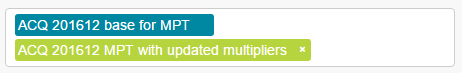 ACQ 201612 base for MPT
ACQ 201612 MPT with updated multipliers ×